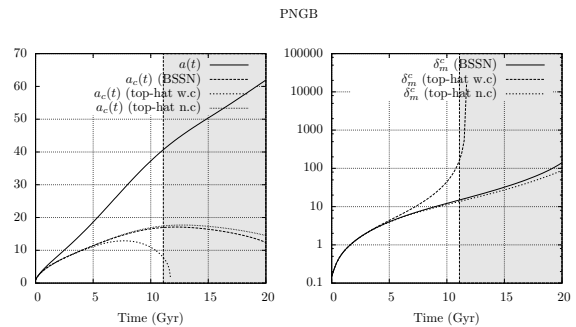 PNGB
70
60
50
40
30
20
10
0
a(t)
a_c(t) (BSSN)
a_c(t) (top-hat w.c)
a_c(t) (top-hat n.c)
0 5 10 15 20
Time (Gyr)
100000
10000
1000
100
10
1
0.1
δ_m^c (BSSN)
δ_m^c (top-hat w.c)
δ_m^c (top-hat n.c)
0 5 10 15 20
Time (Gyr)